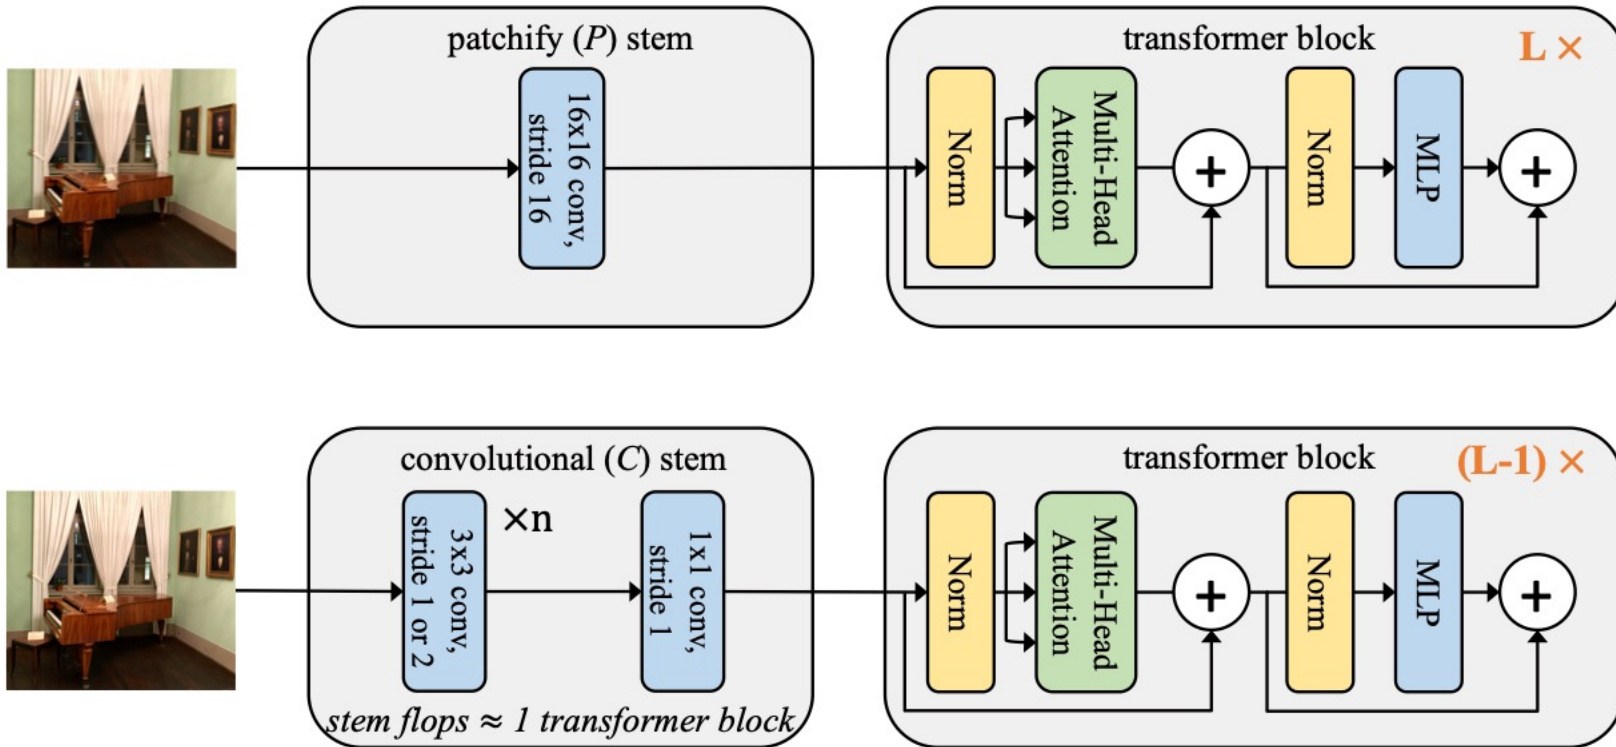 patchify (P) stem
16x16 conv,
stride 16
transformer block
L ×
Norm
Multi-Head
Attention
+
Norm
MLP
+
convolutional (C) stem
3x3 conv,
stride 1 or 2
×n
1x1 conv,
stride 1
stem flops ≈ 1 transformer block
transformer block
(L-1) ×
Norm
Multi-Head
Attention
+
Norm
MLP
+